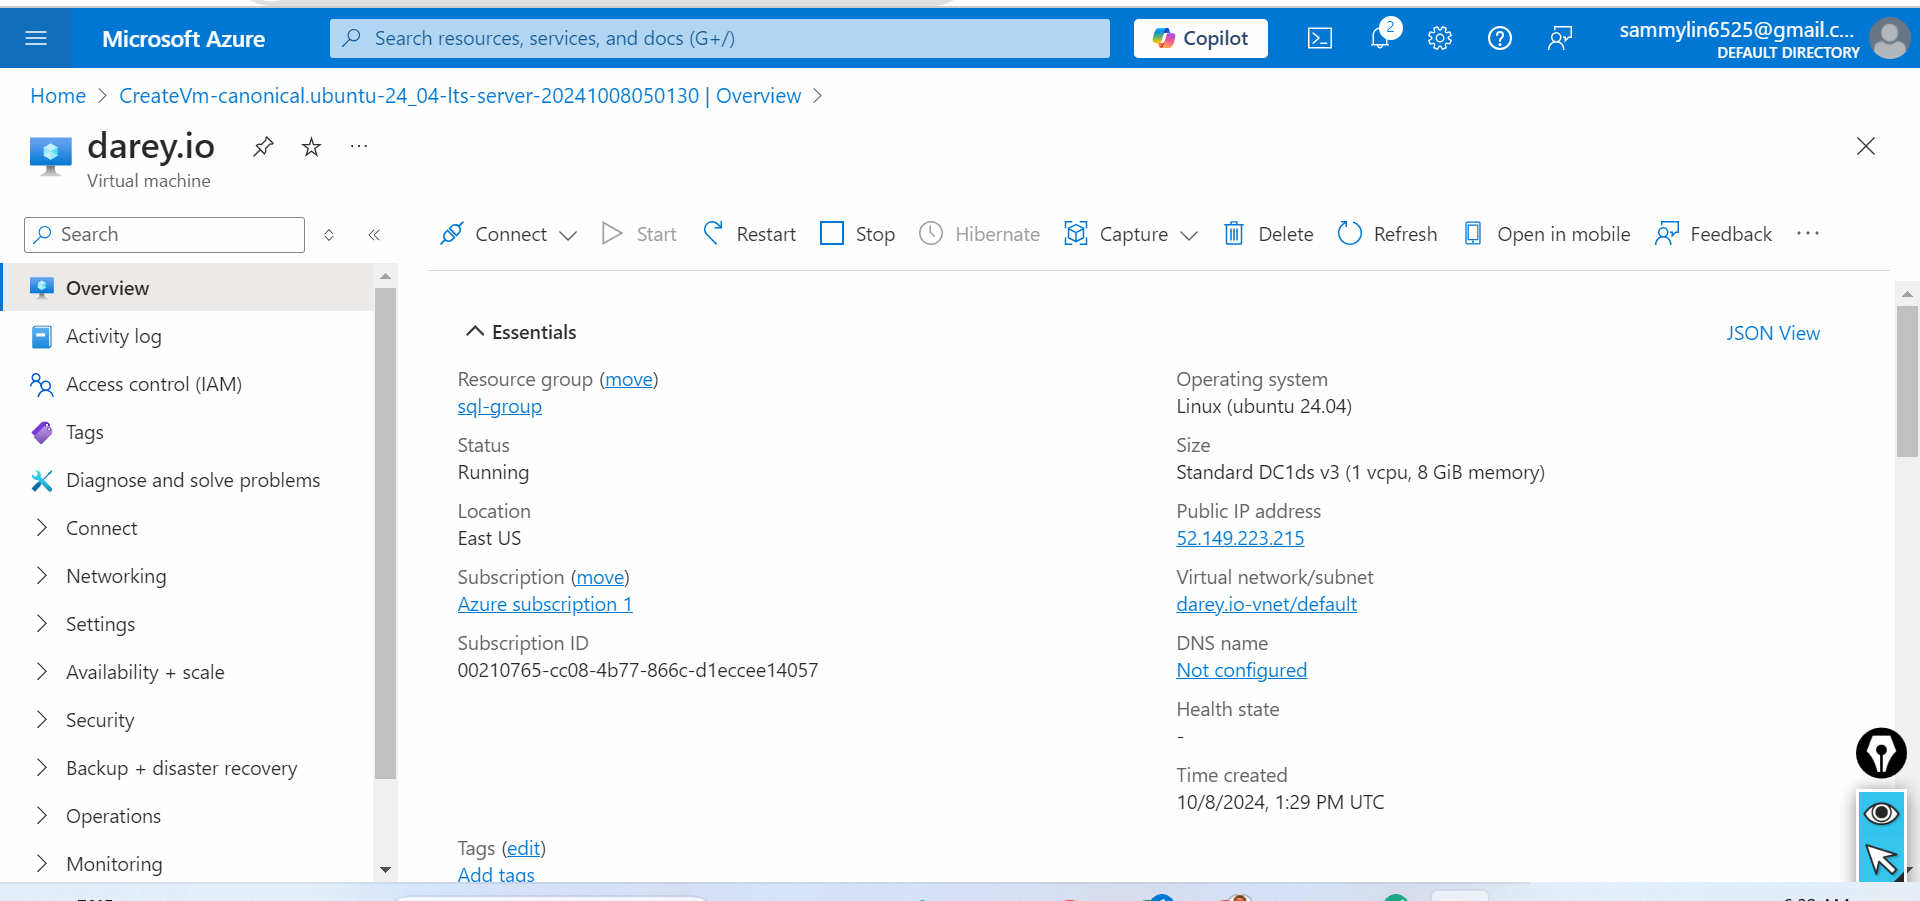 Microsoft Azure
Search resources, services, and docs (G+/)
Copilot
2
sammylin6525@gmail.c...
DEFAULT DIRECTORY
Home > CreateVm-canonical.ubuntu-24_04-lts-server-20241008050130 | Overview >
darey.io
Virtual machine
Search
Connect
Start
Restart
Stop
Hibernate
Capture
Delete
Refresh
Open in mobile
Feedback
Overview
Activity log
Access control (IAM)
Tags
Diagnose and solve problems
Connect
Networking
Settings
Availability + scale
Security
Backup + disaster recovery
Operations
Monitoring
Essentials
JSON View
Resource group (move)
sql-group
Status
Running
Location
East US
Subscription (move)
Azure subscription 1
Subscription ID
00210765-cc08-4b77-866c-d1eccee14057
Operating system
Linux (ubuntu 24.04)
Size
Standard DC1ds v3 (1 vcpu, 8 GiB memory)
Public IP address
52.149.223.215
Virtual network/subnet
darey.io-vnet/default
DNS name
Not configured
Health state
-
Time created
10/8/2024, 1:29 PM UTC
Tags (edit)
Add tags